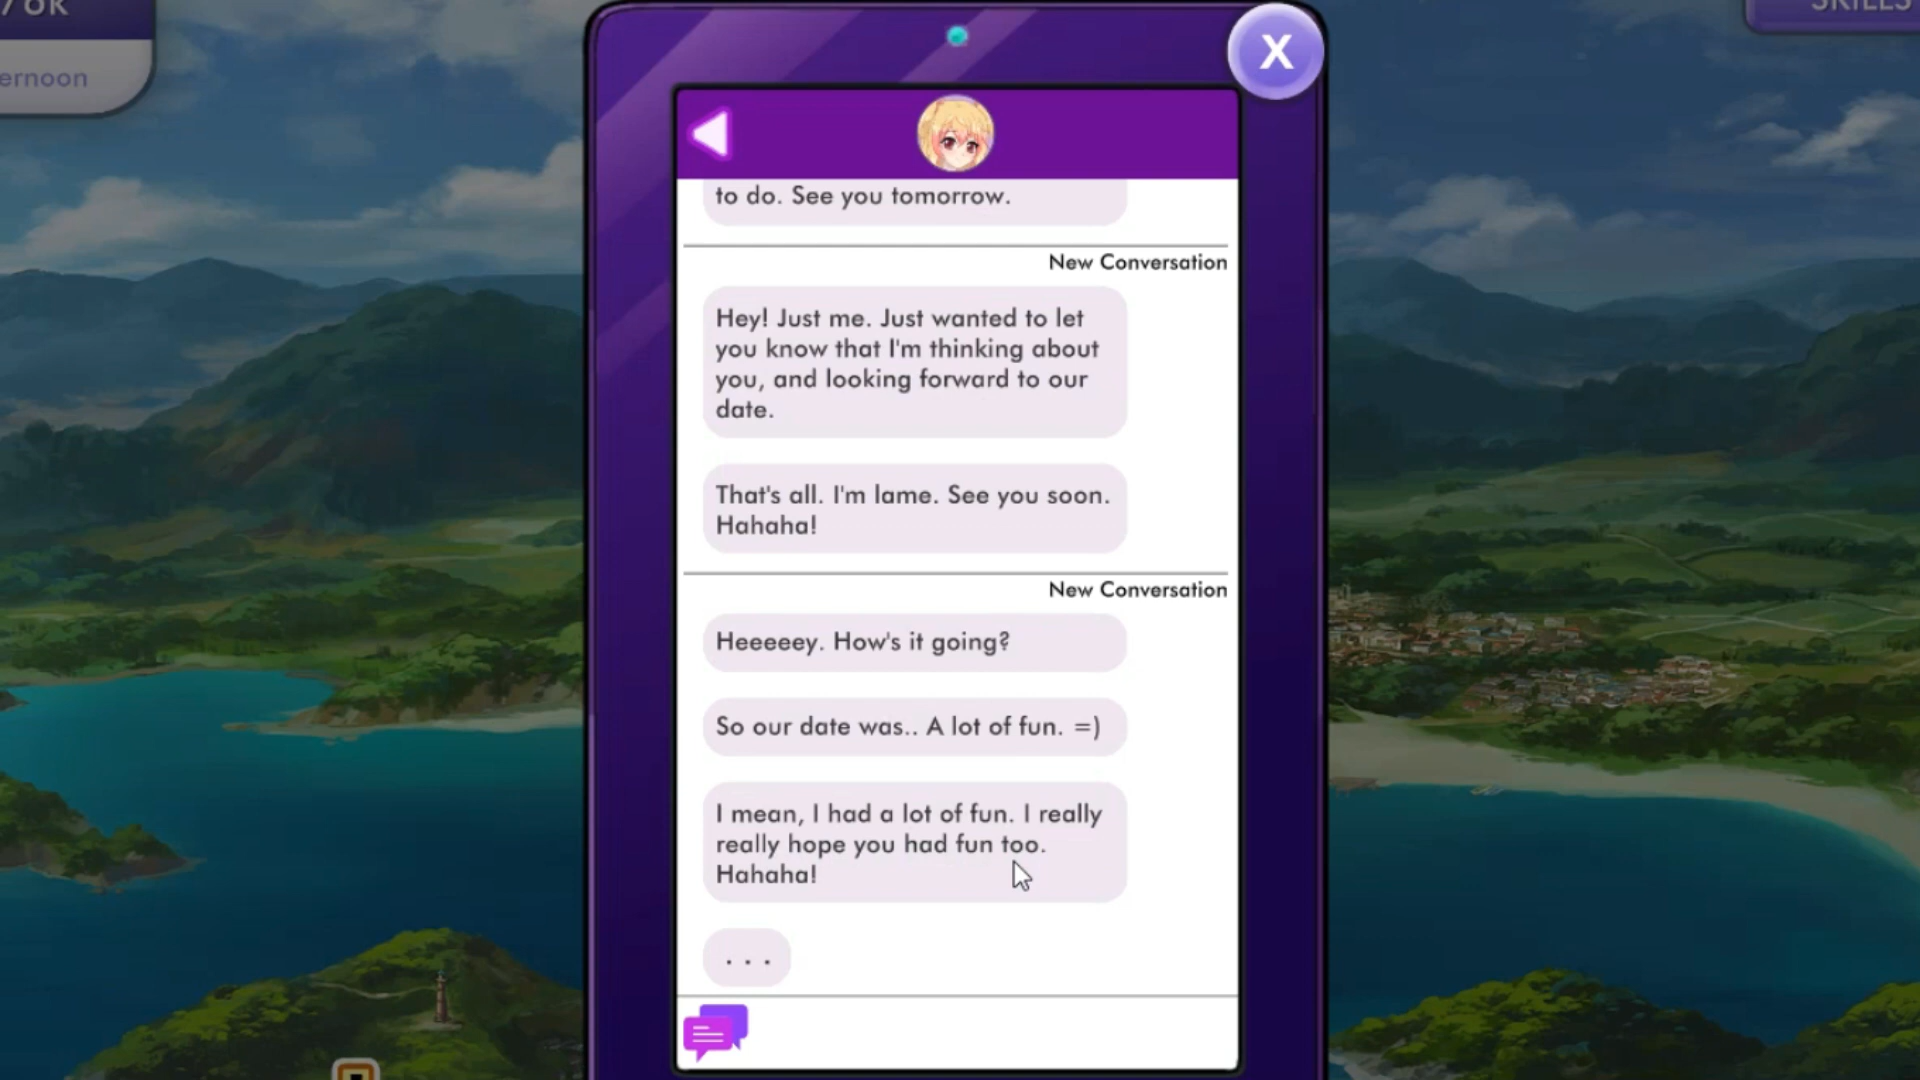 X
to do. See you tomorrow.
New Conversation
Hey! Just me. Just wanted to let
you know that I'm thinking about
you, and looking forward to our
date.
That's all. I'm lame. See you soon.
Hahaha!
New Conversation
Heeeeey. How's it going?
So our date was.. A lot of fun. =)
I mean, I had a lot of fun. I really
really hope you had fun too.
Hahaha!
...
SKILLS
ernoon